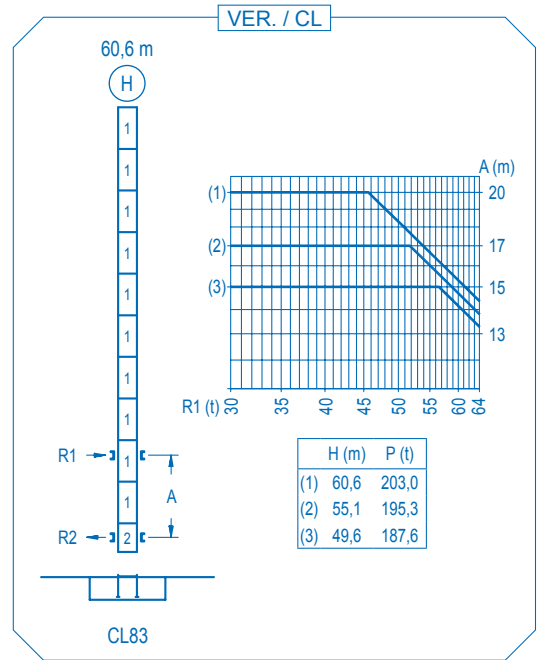 VER. / CL
60,6 m
H
1
1
1
1
1
1
1
1
1
1
2
R1
R2
A
CL83
A (m)
(1)
20
(2)
17
(3)
15
13
R1 (t)
30
35
40
45
50
55
60
64
H (m) P (t)
(1) 60,6 203,0
(2) 55,1 195,3
(3) 49,6 187,6